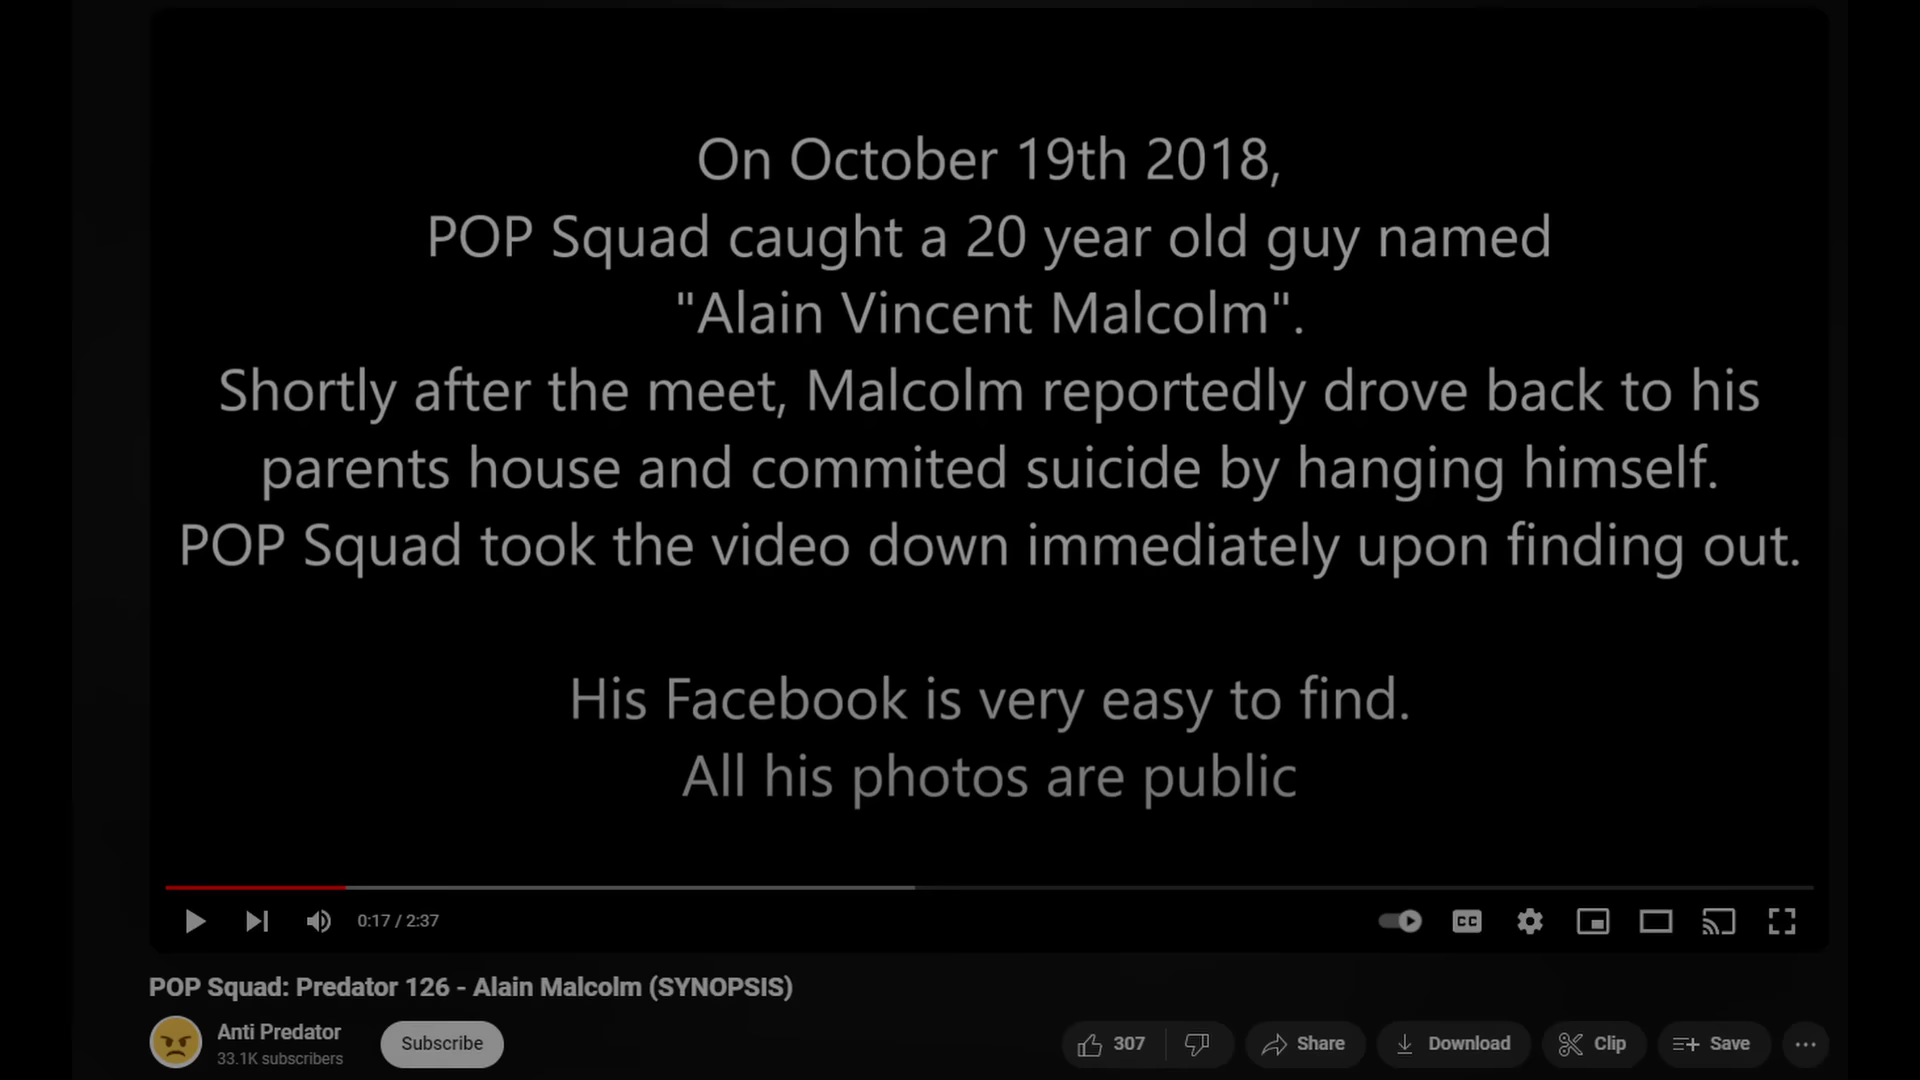 On October 19th 2018,
POP Squad caught a 20 year old guy named
"Alain Vincent Malcolm".
Shortly after the meet, Malcolm reportedly drove back to his
parents house and commited suicide by hanging himself.
POP Squad took the video down immediately upon finding out.
His Facebook is very easy to find.
All his photos are public
0:17 / 2:37
CC
POP Squad: Predator 126 - Alain Malcolm (SYNOPSIS)
Anti Predator
33.1K subscribers
Subscribe
307
Share
Download
Clip
Save